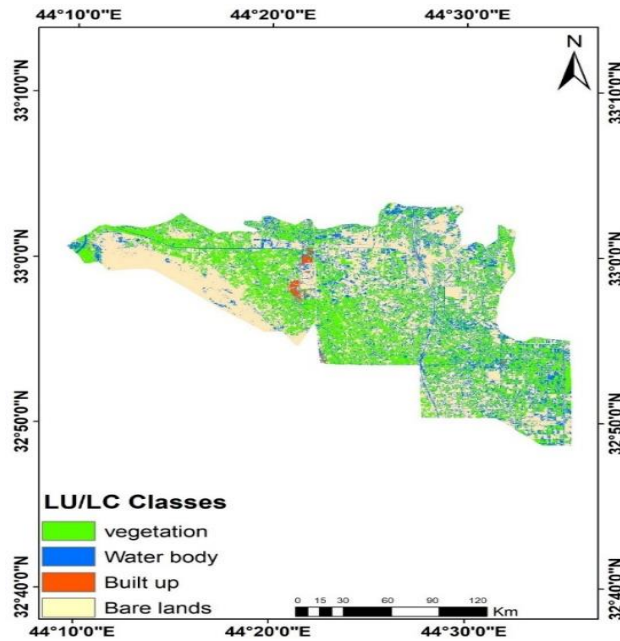 44°10'0"E 44°20'0"E 44°30'0"E
N
33°10'0"N 33°10'0"N
33°0'0"N 33°0'0"N
32°50'0"N 32°50'0"N
LU/LC Classes
vegetation
Water body
Built up
Bare lands
32°40'0"N 32°40'0"N
0 15 30 60 90 120
Km
44°10'0"E 44°20'0"E 44°30'0"E